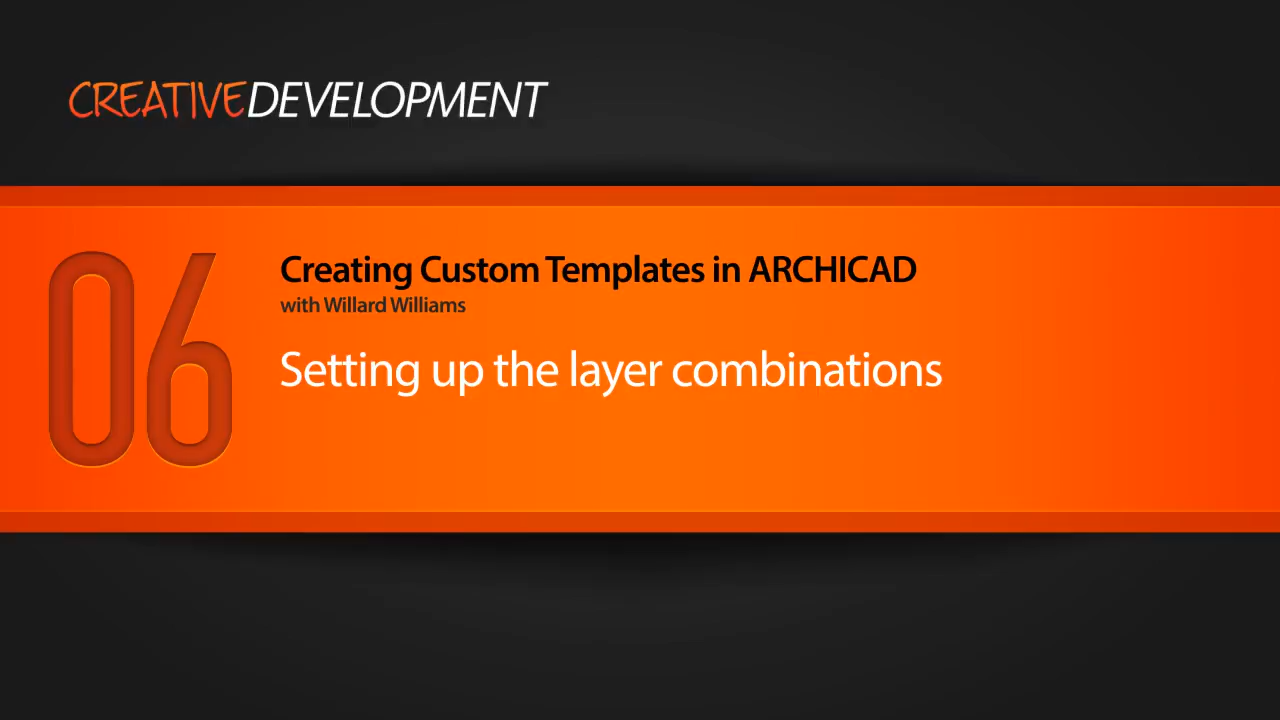 CREATIVEDEVELOPMENT
06
Creating Custom Templates in ARCHICAD
with Willard Williams
Setting up the layer combinations